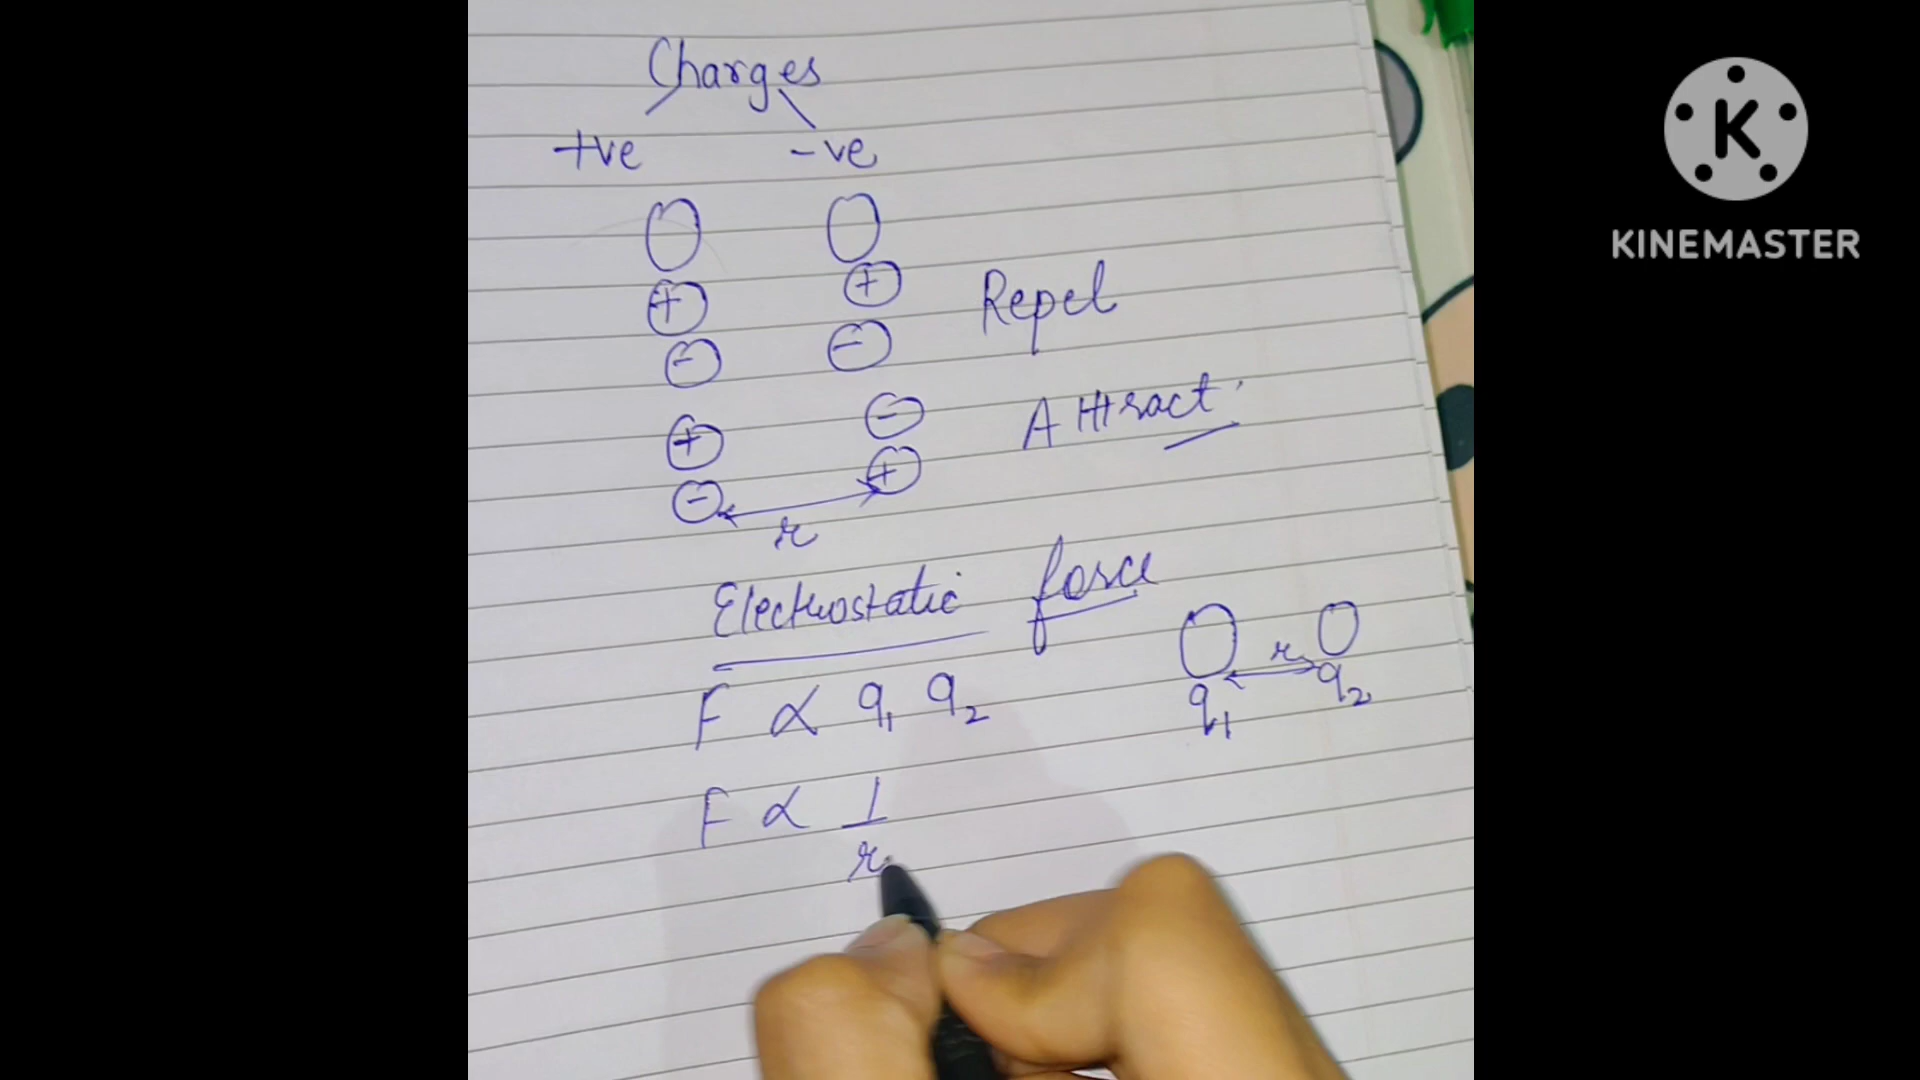 Charges
+ve -ve
+ +
Repel
- -
+ -
Attract
- +
r
Electrostatic force
F ∝ q1 q2
r
q1 q2
F ∝ 1
r
K
KINEMASTER